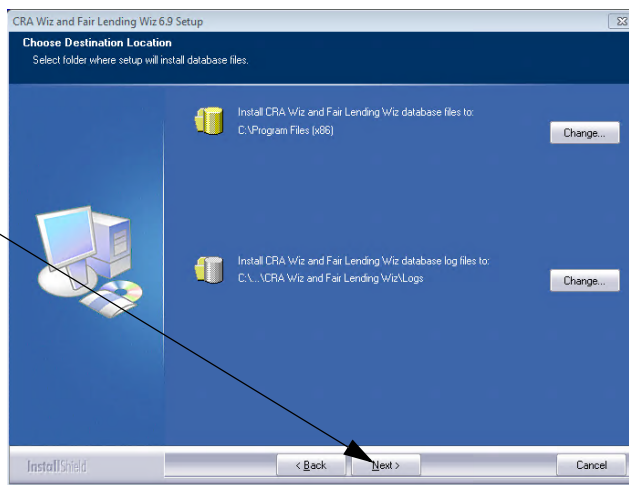 CRA Wiz and Fair Lending Wiz 6.9 Setup
Choose Destination Location
Select folder where setup will install database files.
Install CRA Wiz and Fair Lending Wiz database files to:
C:\Program Files (x86)
Change...
Install CRA Wiz and Fair Lending Wiz database log files to:
C:\...\CRA Wiz and Fair Lending Wiz\Logs
Change...
InstallShield
< Back
Next >
Cancel